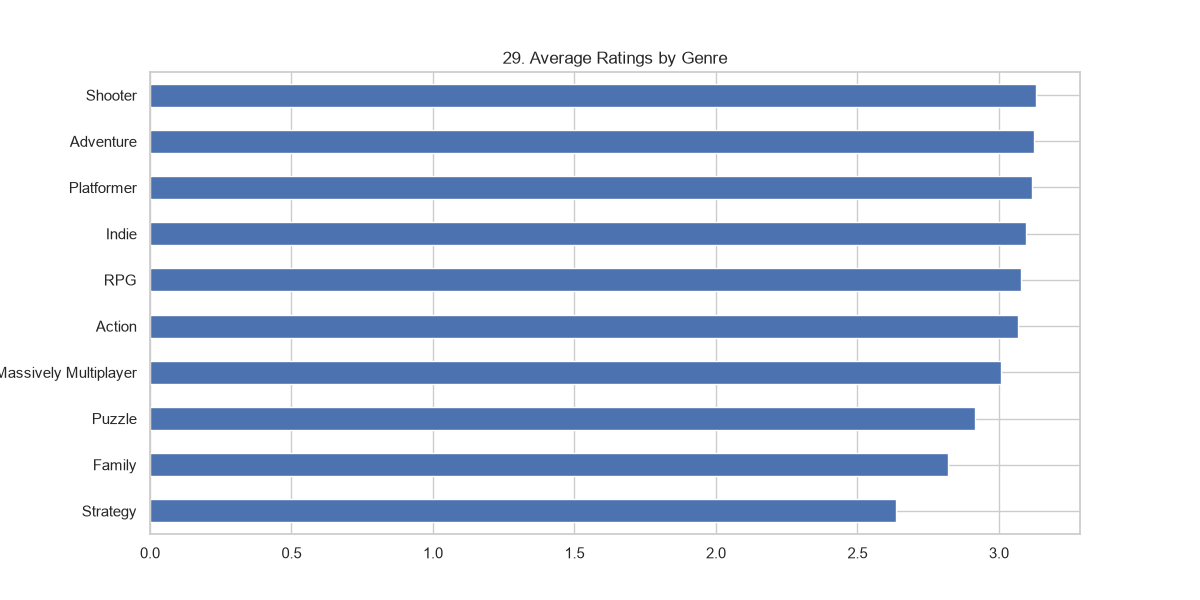 29. Average Ratings by Genre
Shooter
Adventure
Platformer
Indie
RPG
Action
Massively Multiplayer
Puzzle
Family
Strategy
0.0 0.5 1.0 1.5 2.0 2.5 3.0